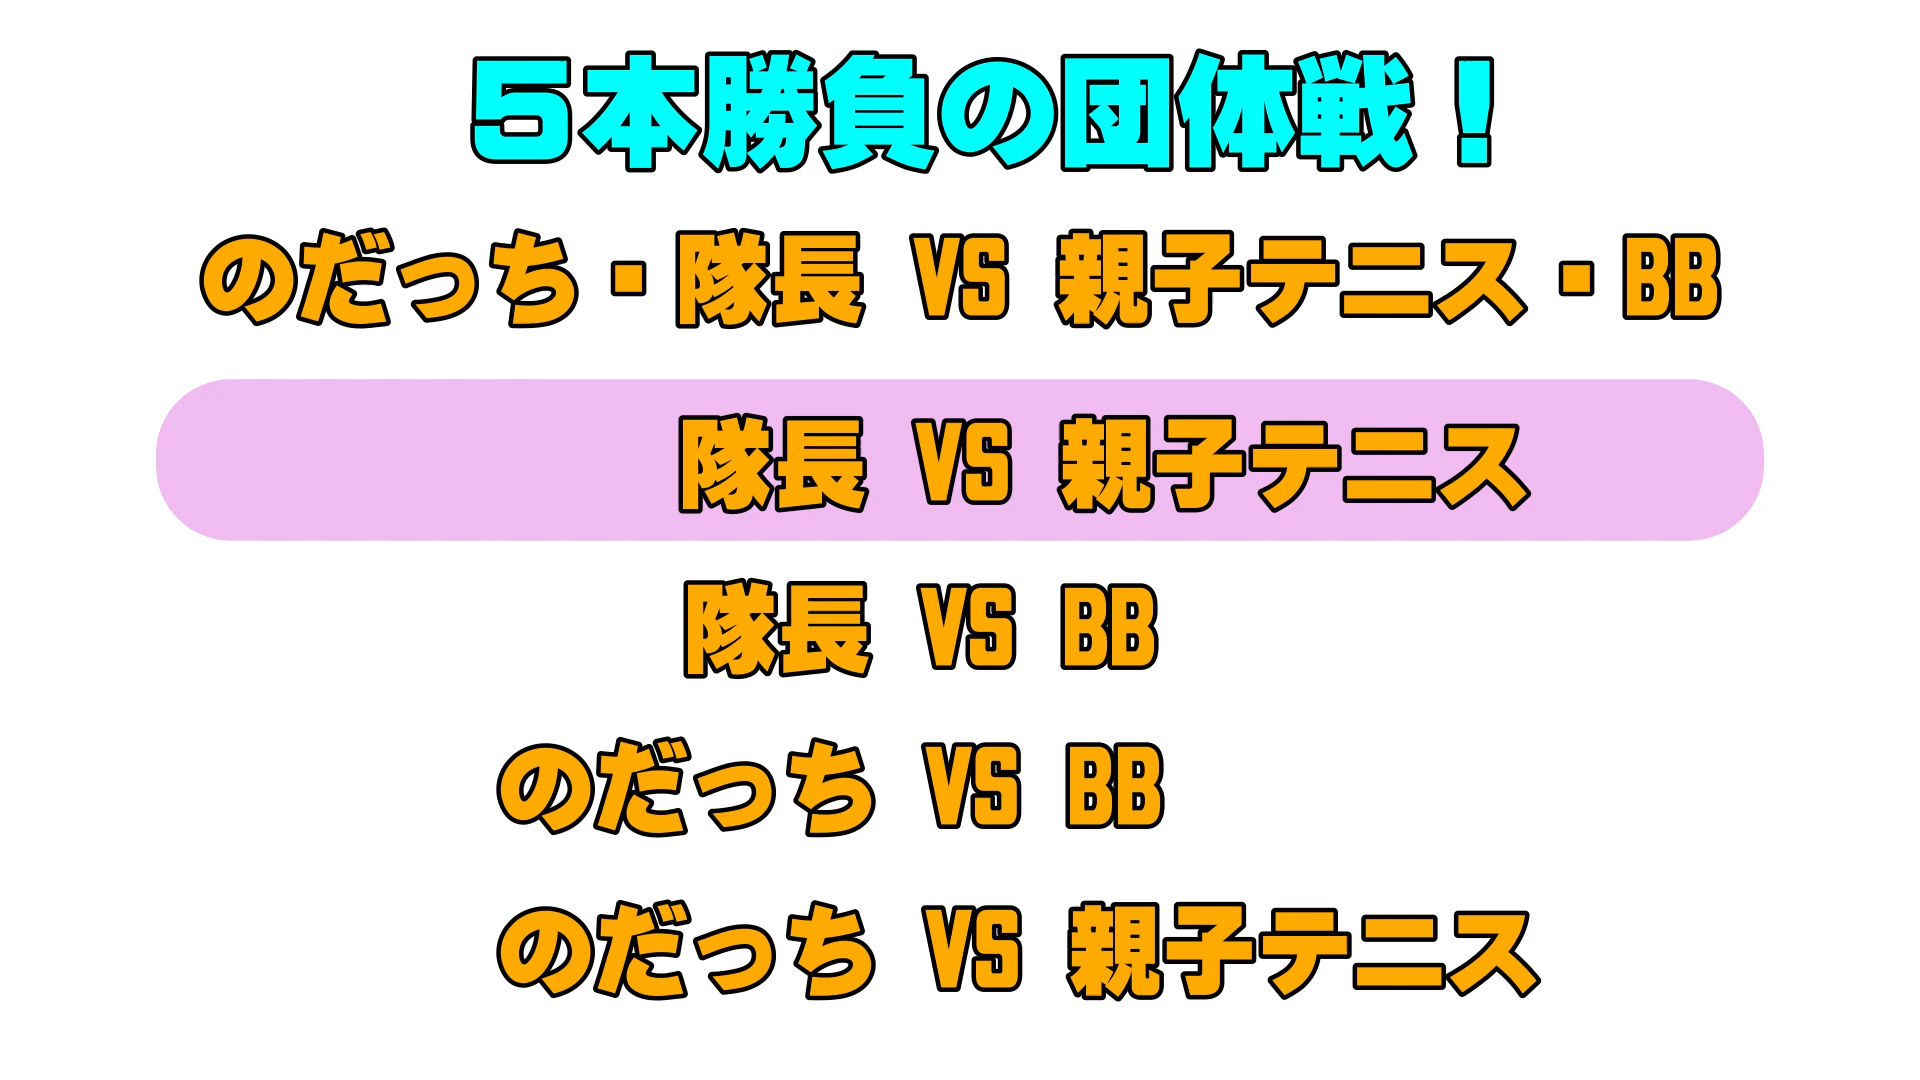 5本勝負の団体戦！
のだっち・隊長 VS 親子テニス・BB
隊長 VS 親子テニス
隊長 VS BB
のだっち VS BB
のだっち VS 親子テニス